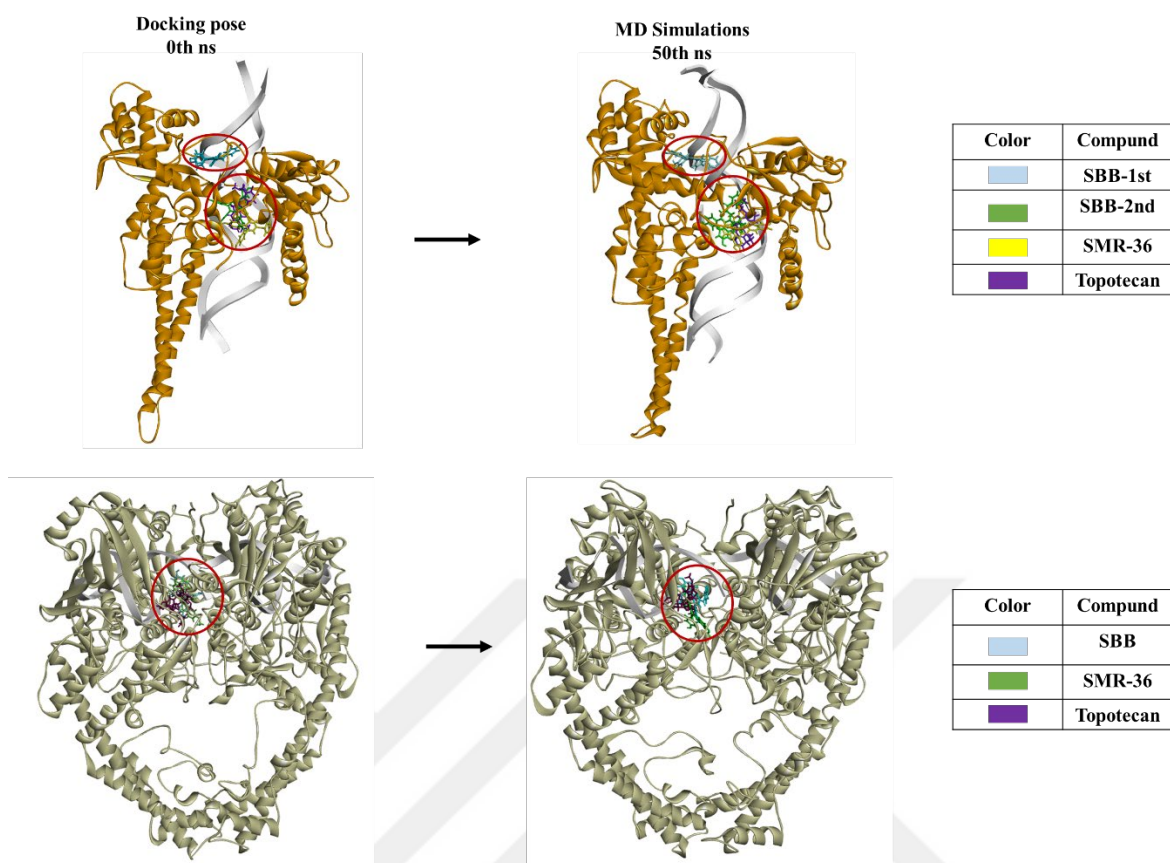 Docking pose
0th ns
MD Simulations
50th ns
Color Compund
SBB-1st
SBB-2nd
SMR-36
Topotecan
Color Compund
SBB
SMR-36
Topotecan